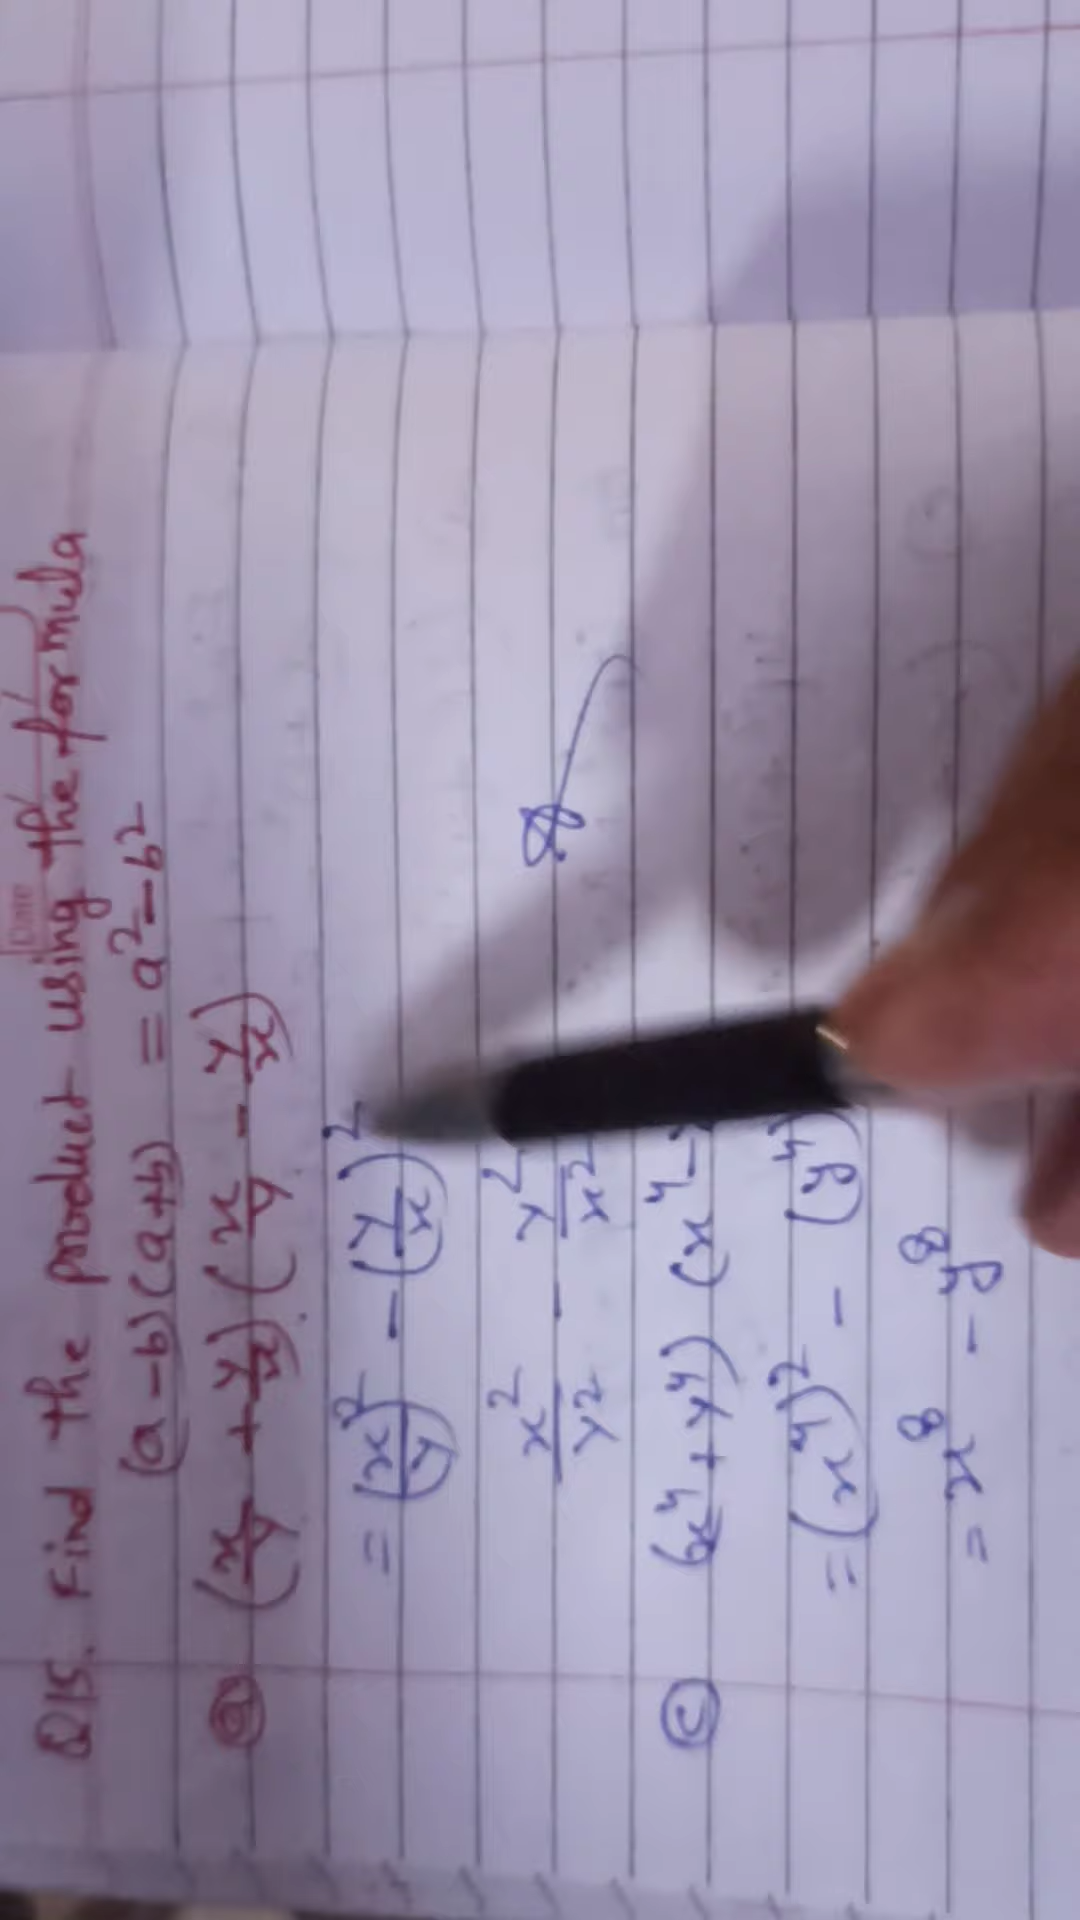 Date
Q15. Find the product using the formula
(a-b)(a+b) = a²-b²
ⓐ (x/y + y/x) (x/y - y/x)
= (x/y)² - (y/x)²
x²/y² - y²/x²
ⓒ (x⁴+y⁴) (x⁴-
= (x⁴)² - (y⁴)
= x⁸ - y⁸